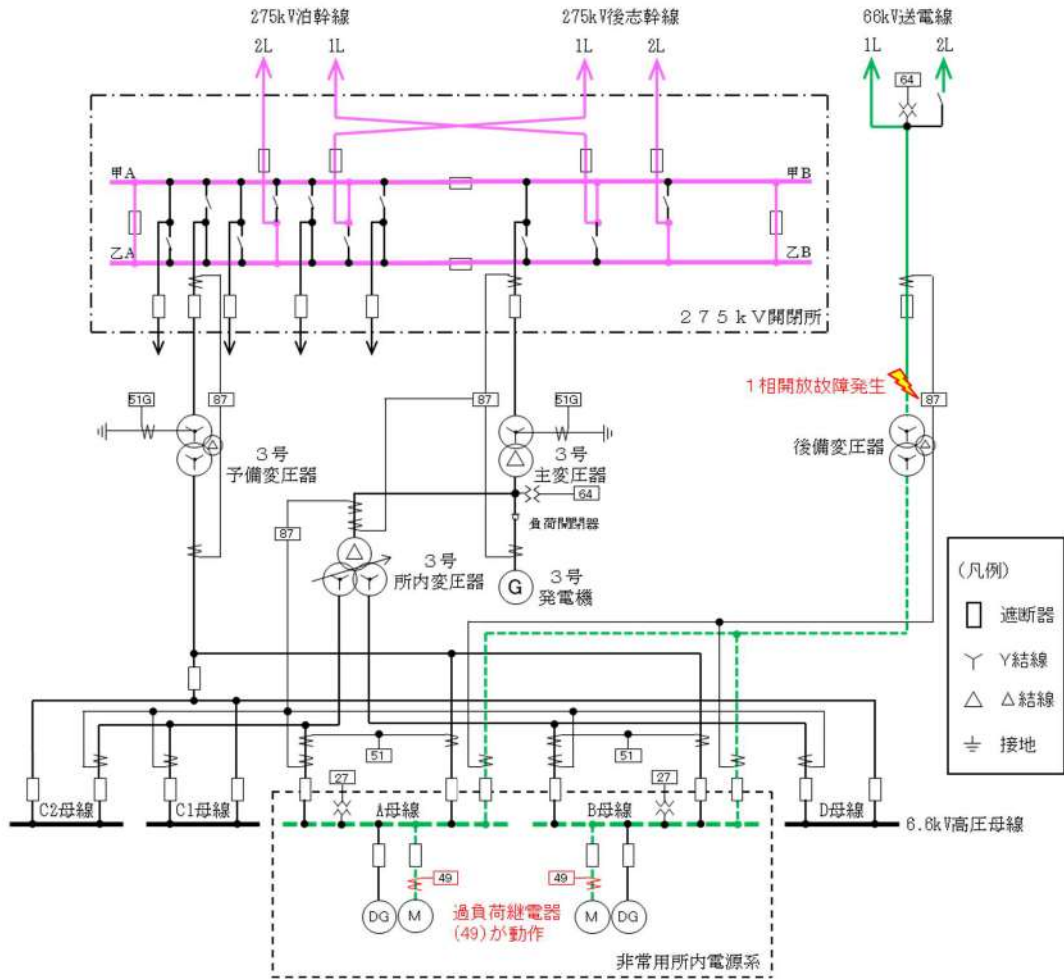 275kV泊幹線
275kV後志幹線
66kV送電線
2L
1L
1L
2L
1L
2L
64
甲A
甲B
乙A
乙B
275kV開閉所
1相開放故障発生
87
51G
87
87
51G
3号
予備変圧器
3号
主変圧器
後備変圧器
64
87
負荷開閉器
3号
所内変圧器
G
3号
発電機
(凡例)
遮断器
Y結線
△結線
接地
51
51
27
27
C2母線
C1母線
A母線
B母線
D母線
6.6kV高圧母線
49
49
DG
M
過負荷継電器
(49)が動作
M
DG
非常用所内電源系